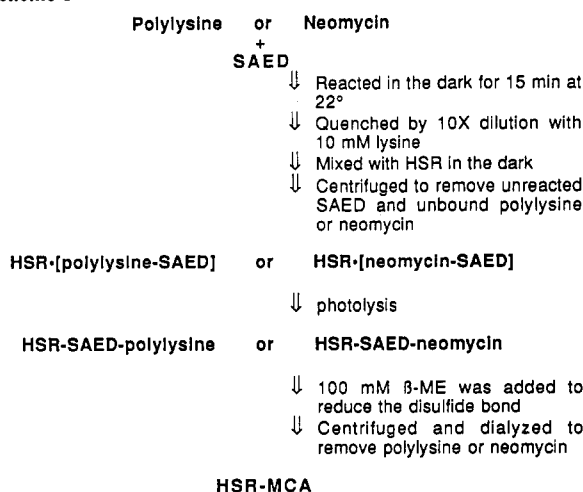 Polylysine or Neomycin
+
SAED
⇓ Reacted in the dark for 15 min at
22°
⇓ Quenched by 10X dilution with
10 mM lysine
⇓ Mixed with HSR in the dark
⇓ Centrifuged to remove unreacted
SAED and unbound polylysine
or neomycin
HSR•[polylysine-SAED] or HSR•[neomycin-SAED]
⇓ photolysis
HSR-SAED-polylysine or HSR-SAED-neomycin
⇓ 100 mM ß-ME was added to
reduce the disulfide bond
⇓ Centrifuged and dialyzed to
remove polylysine or neomycin
HSR-MCA